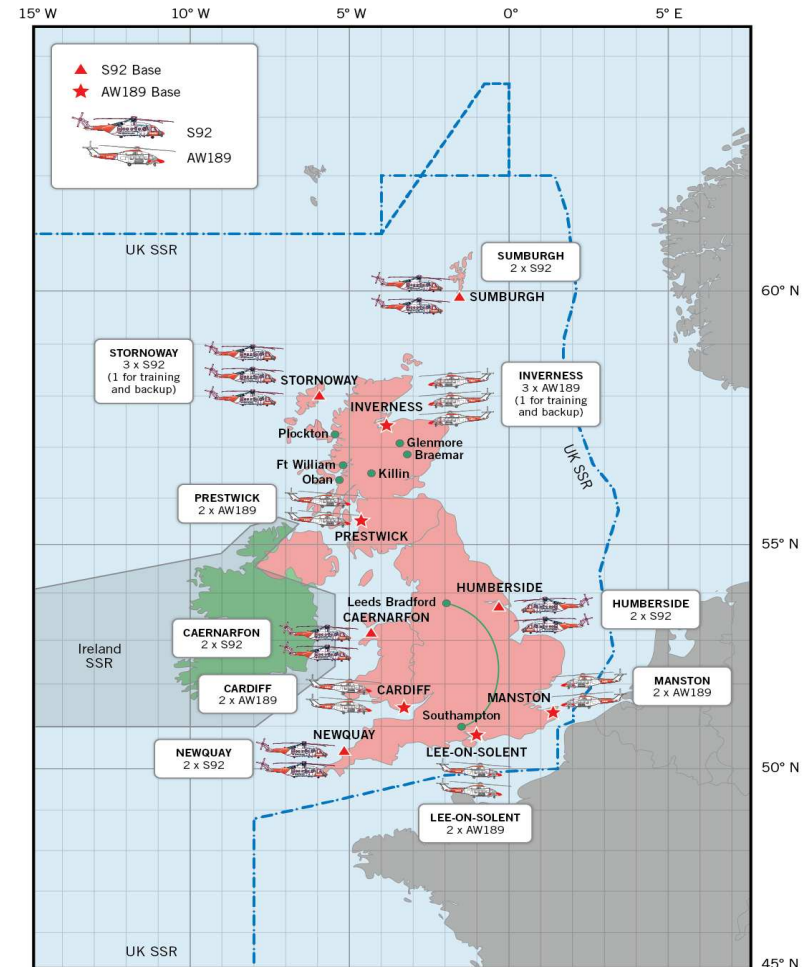 15° W
10° W
5° W
0°
5° E
S92 Base
AW189 Base
S92
AW189
UK SSR
SUMBURGH
2 x S92
SUMBURGH
60° N
STORNOWAY
3 x S92
(1 for training
and backup)
STORNOWAY
INVERNESS
INVERNESS
3 x AW189
(1 for training
and backup)
Plockton
Glenmore
Braemar
UK SSR
Ft William
Killin
Oban
PRESTWICK
2 x AW189
PRESTWICK
55° N
HUMBERSIDE
Leeds Bradford
CAERNARFON
HUMBERSIDE
2 x S92
CAERNARFON
2 x S92
Ireland
SSR
CARDIFF
2 x AW189
CARDIFF
MANSTON
MANSTON
2 x AW189
Southampton
NEWQUAY
LEE-ON-SOLENT
NEWQUAY
2 x S92
50° N
LEE-ON-SOLENT
2 x AW189
UK SSR
45° N